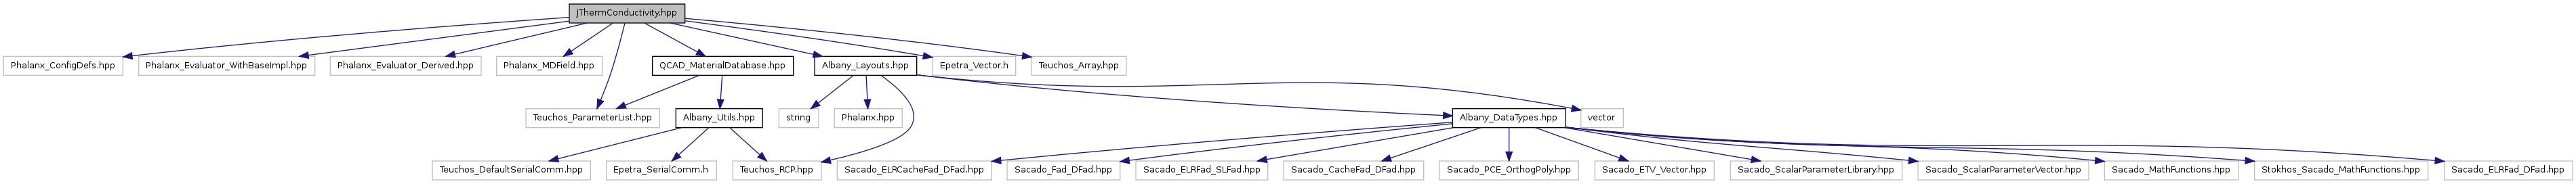 JThermConductivity.hpp
Phalanx_ConfigDefs.hpp
Phalanx_Evaluator_WithBaseImpl.hpp
Phalanx_Evaluator_Derived.hpp
Phalanx_MDField.hpp
QCAD_MaterialDatabase.hpp
Albany_Layouts.hpp
Epetra_Vector.h
Teuchos_Array.hpp
Teuchos_ParameterList.hpp
Albany_Utils.hpp
string
Phalanx.hpp
Albany_DataTypes.hpp
vector
Teuchos_DefaultSerialComm.hpp
Epetra_SerialComm.h
Teuchos_RCP.hpp
Sacado_ELRCacheFad_DFad.hpp
Sacado_Fad_DFad.hpp
Sacado_ELRFad_SLFad.hpp
Sacado_CacheFad_DFad.hpp
Sacado_PCE_OrthogPoly.hpp
Sacado_ETV_Vector.hpp
Sacado_ScalarParameterLibrary.hpp
Sacado_ScalarParameterVector.hpp
Sacado_MathFunctions.hpp
Stokhos_Sacado_MathFunctions.hpp
Sacado_ELRFad_DFad.hpp